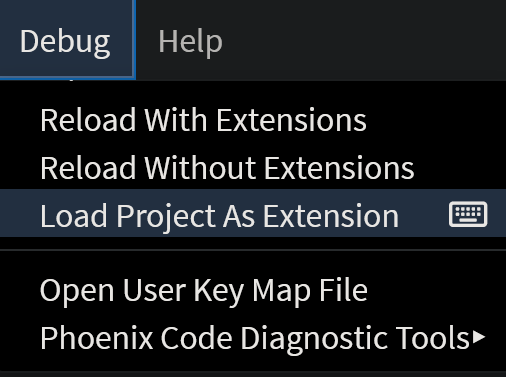 Debug Help
Reload With Extensions
Reload Without Extensions
Load Project As Extension
Open User Key Map File
Phoenix Code Diagnostic Tools